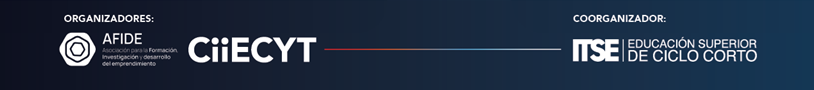 ORGANIZADORES:
AFIDE
Asociación para la Formación,
Investigación y desarrollo
del emprendimiento
CiiECYT
COORGANIZADOR:
ITSE
EDUCACIÓN SUPERIOR
DE CICLO CORTO